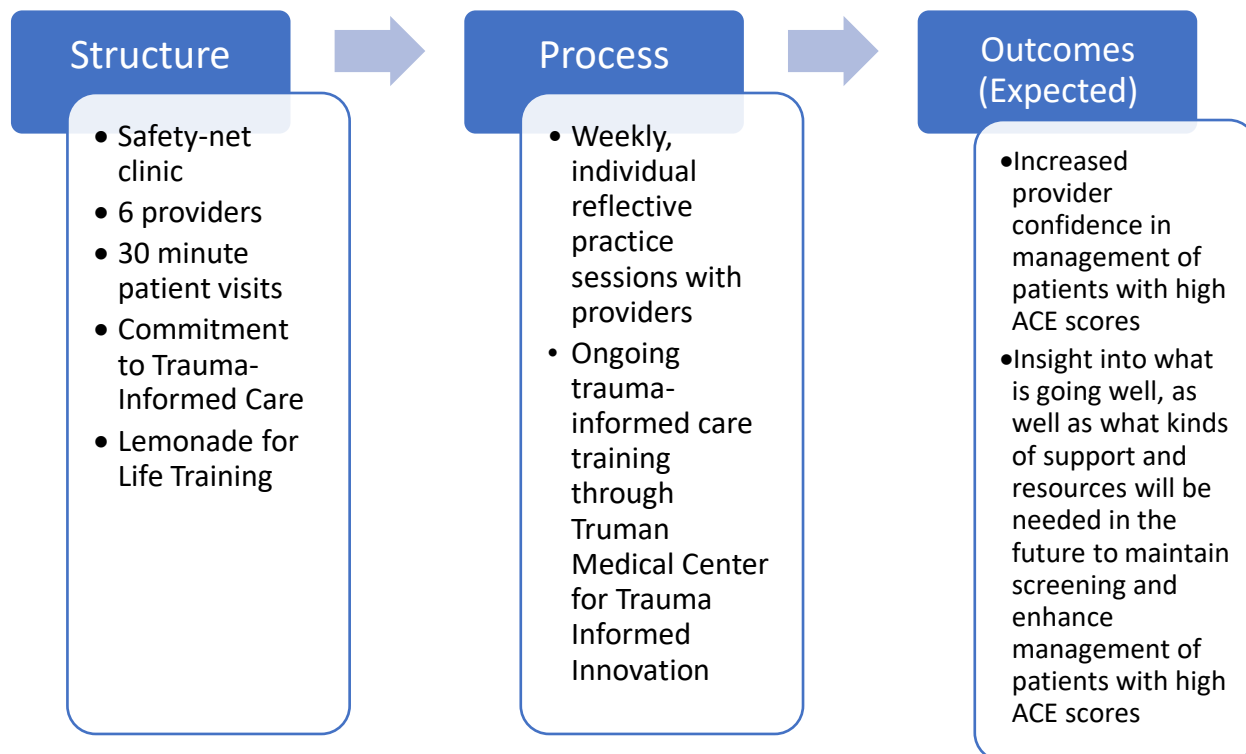 Structure
• Safety-net
clinic
• 6 providers
• 30 minute
patient visits
• Commitment
to Trauma-
Informed Care
• Lemonade for
Life Training
Process
• Weekly,
individual
reflective
practice
sessions with
providers
• Ongoing
trauma-
informed care
training
through
Truman
Medical Center
for Trauma
Informed
Innovation
Outcomes
(Expected)
•Increased
provider
confidence in
management of
patients with high
ACE scores
•Insight into what
is going well, as
well as what kinds
of support and
resources will be
needed in the
future to maintain
screening and
enhance
management of
patients with high
ACE scores